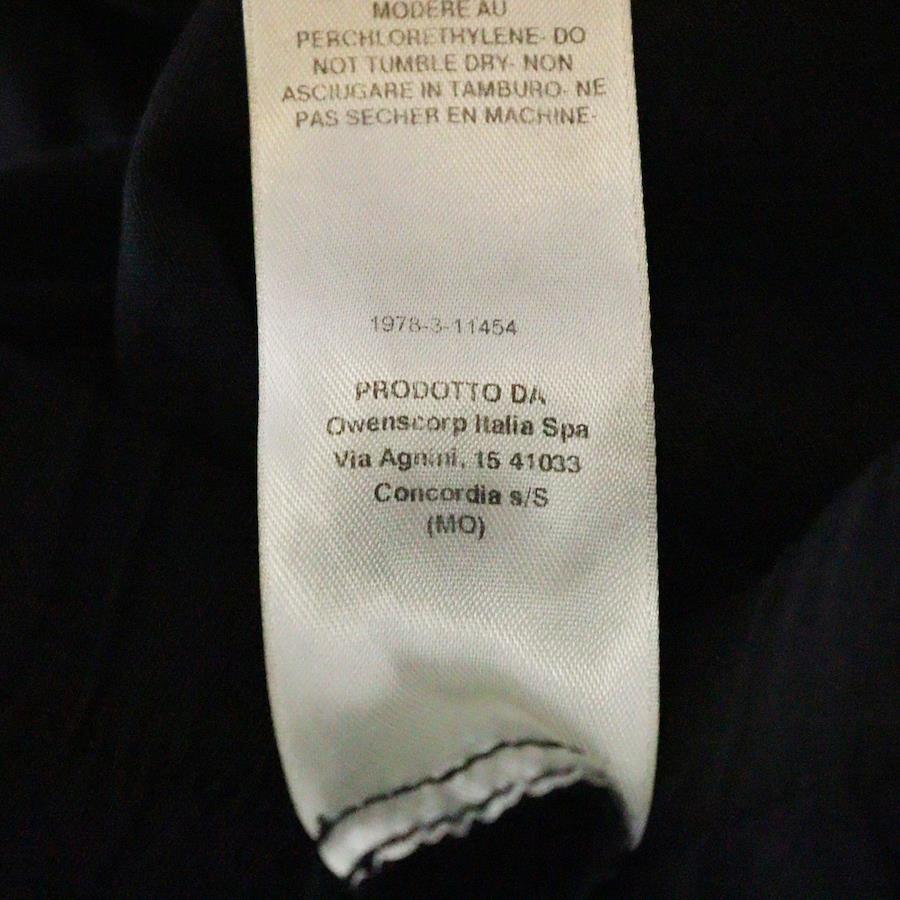 MODERE AU
PERCHLORETHYLENE- DO
NOT TUMBLE DRY- NON
ASCIUGARE IN TAMBURO- NE
PAS SECHER EN MACHINE-
1978-3-11454
PRODOTTO DA
Owenscorp Italia Spa
Via Agnini, 15 41033
Concordia s/S
(MO)